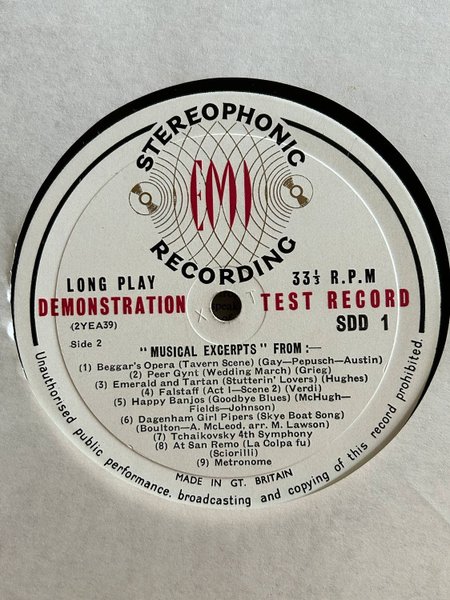 STEREOPHONIC
EMI
RECORDING
LONG PLAY 33⅓ R.P.M
DEMONSTRATION TEST RECORD
(2YEA39) SDD 1
Side 2
"MUSICAL EXCERPTS" FROM :—
(1) Beggar's Opera (Tavern Scene) (Gay—Pepusch—Austin)
(2) Peer Gynt (Wedding March) (Grieg)
(3) Emerald and Tartan (Stutterin' Lovers) (Hughes)
(4) Falstaff (Act I—Scene 2) (Verdi)
(5) Happy Banjos (Goodbye Blues) (McHugh—
Fields—Johnson)
(6) Dagenham Girl Pipers (Skye Boat Song)
(Boulton—A. McLeod, arr. M. Lawson)
(7) Tchaikovsky 4th Symphony
(8) At San Remo (La Colpa fu)
(Sciorilli)
(9) Metronome
MADE IN GT. BRITAIN
Unauthorised public performance, broadcasting and copying of this record prohibited.